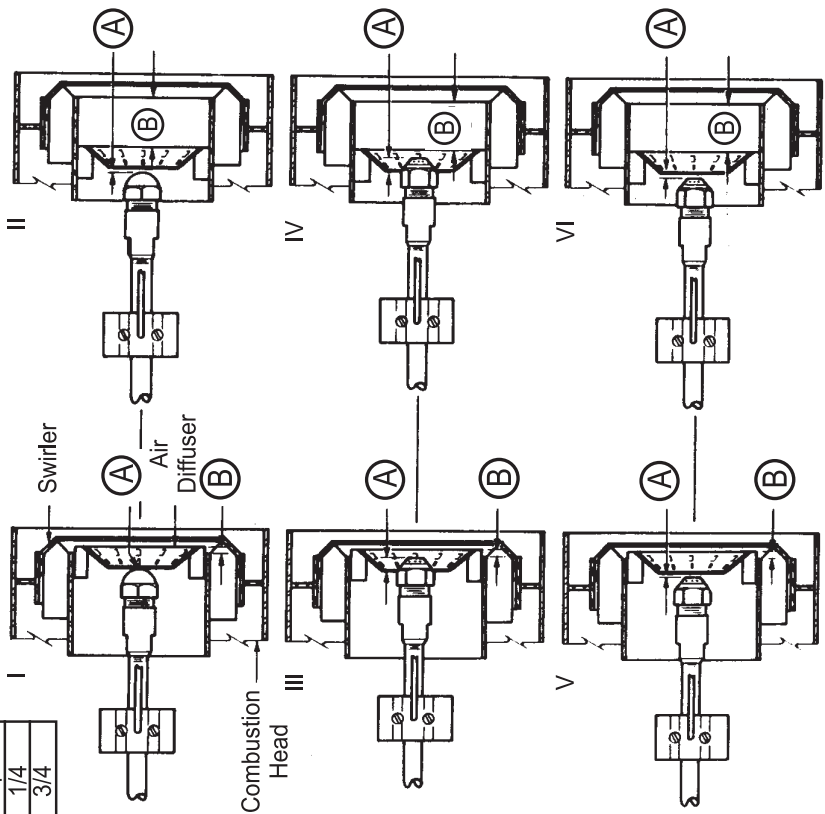 1/4
3/4
I
Swirler
A
Air
Diffuser
B
Combustion
Head
II
A
B
III
A
B
IV
A
B
V
A
B
VI
A
B